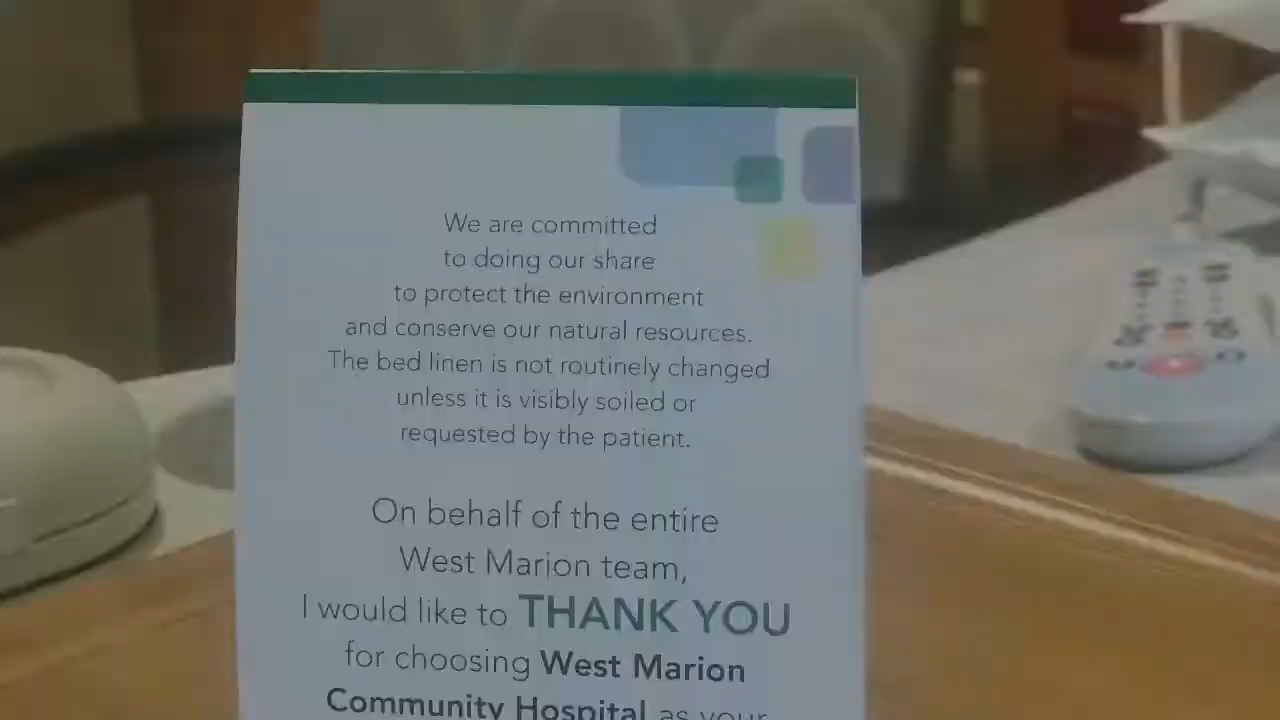 We are committed
to doing our share
to protect the environment
and conserve our natural resources.
The bed linen is not routinely changed
unless it is visibly soiled or
requested by the patient.
On behalf of the entire
West Marion team,
I would like to THANK YOU
for choosing West Marion
Community Hospital as your